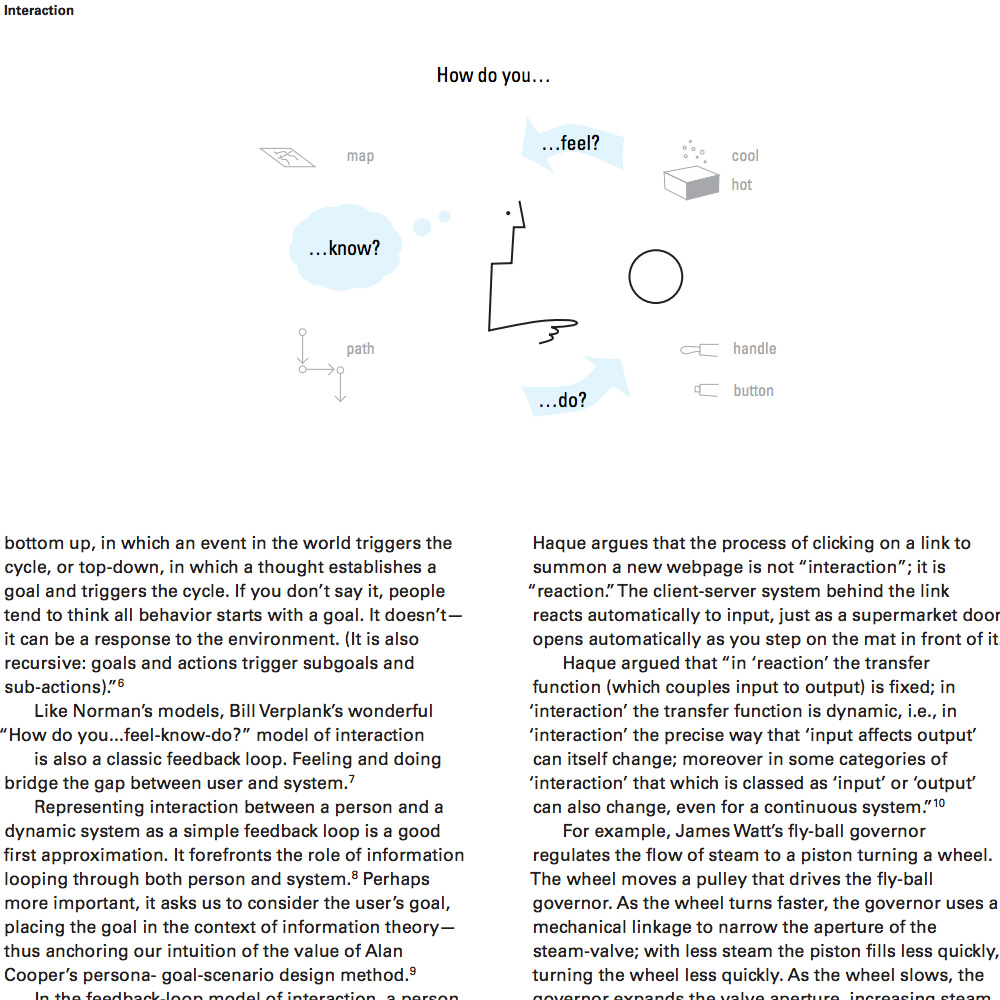 Interaction
How do you…
…feel?
map
cool
hot
…know?
path
handle
button
…do?
bottom up, in which an event in the world triggers the
cycle, or top-down, in which a thought establishes a
goal and triggers the cycle. If you don’t say it, people
tend to think all behavior starts with a goal. It doesn’t—
it can be a response to the environment. (It is also
recursive: goals and actions trigger subgoals and
sub-actions).”6
Like Norman’s models, Bill Verplank’s wonderful
“How do you...feel-know-do?” model of interaction
is also a classic feedback loop. Feeling and doing
bridge the gap between user and system.7
Representing interaction between a person and a
dynamic system as a simple feedback loop is a good
first approximation. It forefronts the role of information
looping through both person and system.8 Perhaps
more important, it asks us to consider the user’s goal,
placing the goal in the context of information theory—
thus anchoring our intuition of the value of Alan
Cooper’s persona- goal-scenario design method.9
In the feedback-loop model of interaction, a person
Haque argues that the process of clicking on a link to
summon a new webpage is not “interaction”; it is
“reaction.” The client-server system behind the link
reacts automatically to input, just as a supermarket door
opens automatically as you step on the mat in front of it.
Haque argued that “in ‘reaction’ the transfer
function (which couples input to output) is fixed; in
‘interaction’ the transfer function is dynamic, i.e., in
‘interaction’ the precise way that ‘input affects output’
can itself change; moreover in some categories of
‘interaction’ that which is classed as ‘input’ or ‘output’
can also change, even for a continuous system.”10
For example, James Watt’s fly-ball governor
regulates the flow of steam to a piston turning a wheel.
The wheel moves a pulley that drives the fly-ball
governor. As the wheel turns faster, the governor uses a
mechanical linkage to narrow the aperture of the
steam-valve; with less steam the piston fills less quickly,
turning the wheel less quickly. As the wheel slows, the
governor expands the valve aperture, increasing steam